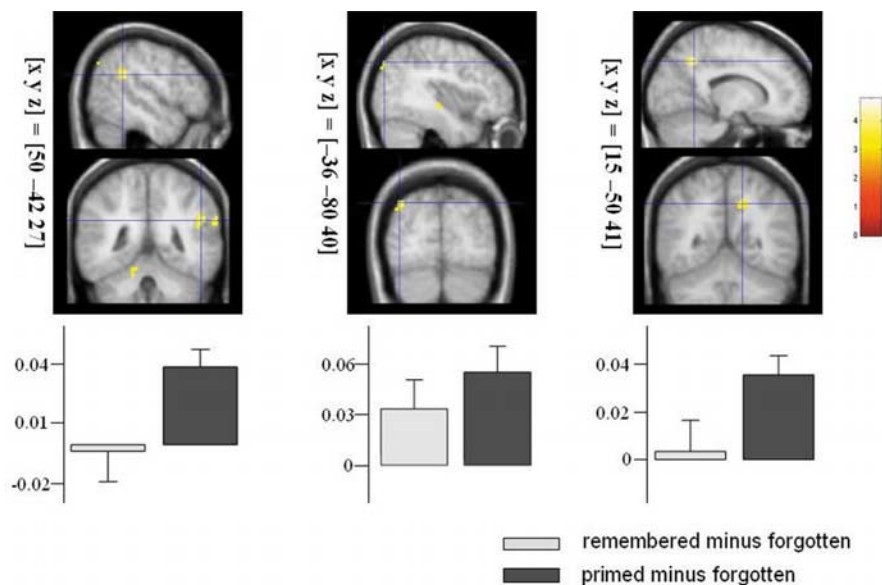 [x y z] = [50 –42 27]
[x y z] = [–36 –80 40]
[x y z] = [15 –50 41]
4
3
2
1
0
0.04
0.01
-0.02
0.06
0.03
0
0.04
0.02
0
remembered minus forgotten
primed minus forgotten